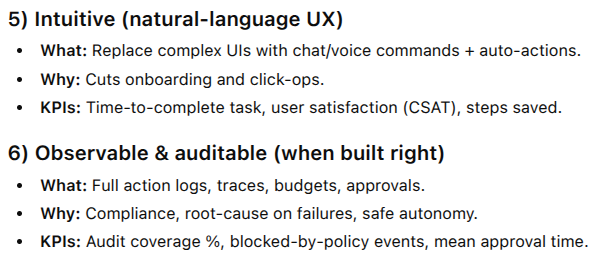 5) Intuitive (natural-language UX)
• What: Replace complex UIs with chat/voice commands + auto-actions.
• Why: Cuts onboarding and click-ops.
• KPIs: Time-to-complete task, user satisfaction (CSAT), steps saved.
6) Observable & auditable (when built right)
• What: Full action logs, traces, budgets, approvals.
• Why: Compliance, root-cause on failures, safe autonomy.
• KPIs: Audit coverage %, blocked-by-policy events, mean approval time.